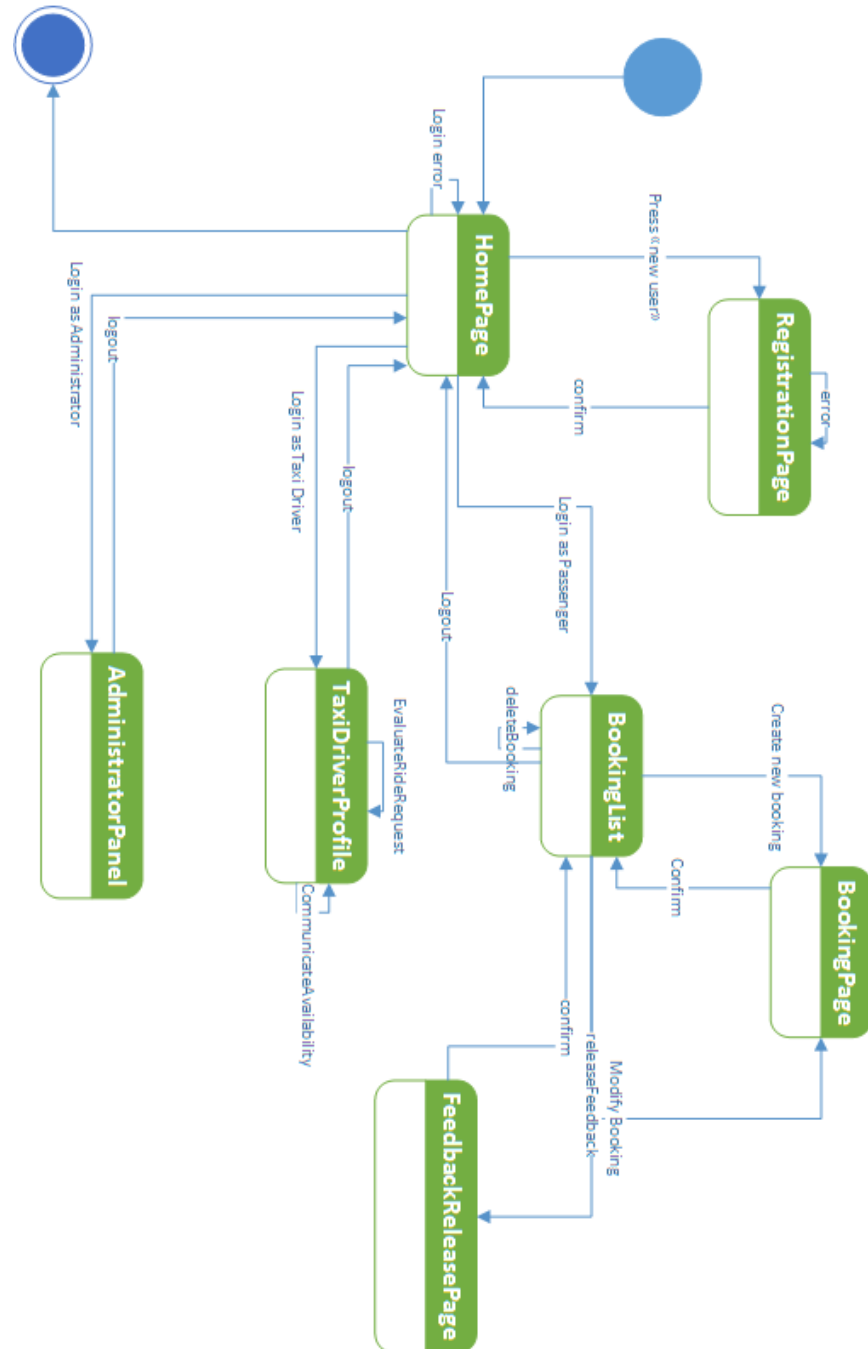 RegistrationPage
error
Press «new user»
confirm
HomePage
Login error
Login as Passenger
Logout
Login as Taxi Driver
logout
Login as Administrator
logout
BookingPage
Create new booking
Confirm
BookingList
deleteBooking
Modify Booking
releaseFeedback
confirm
TaxiDriverProfile
EvaluateRideRequest
CommunicateAvailability
FeedbackReleasePage
AdministratorPanel